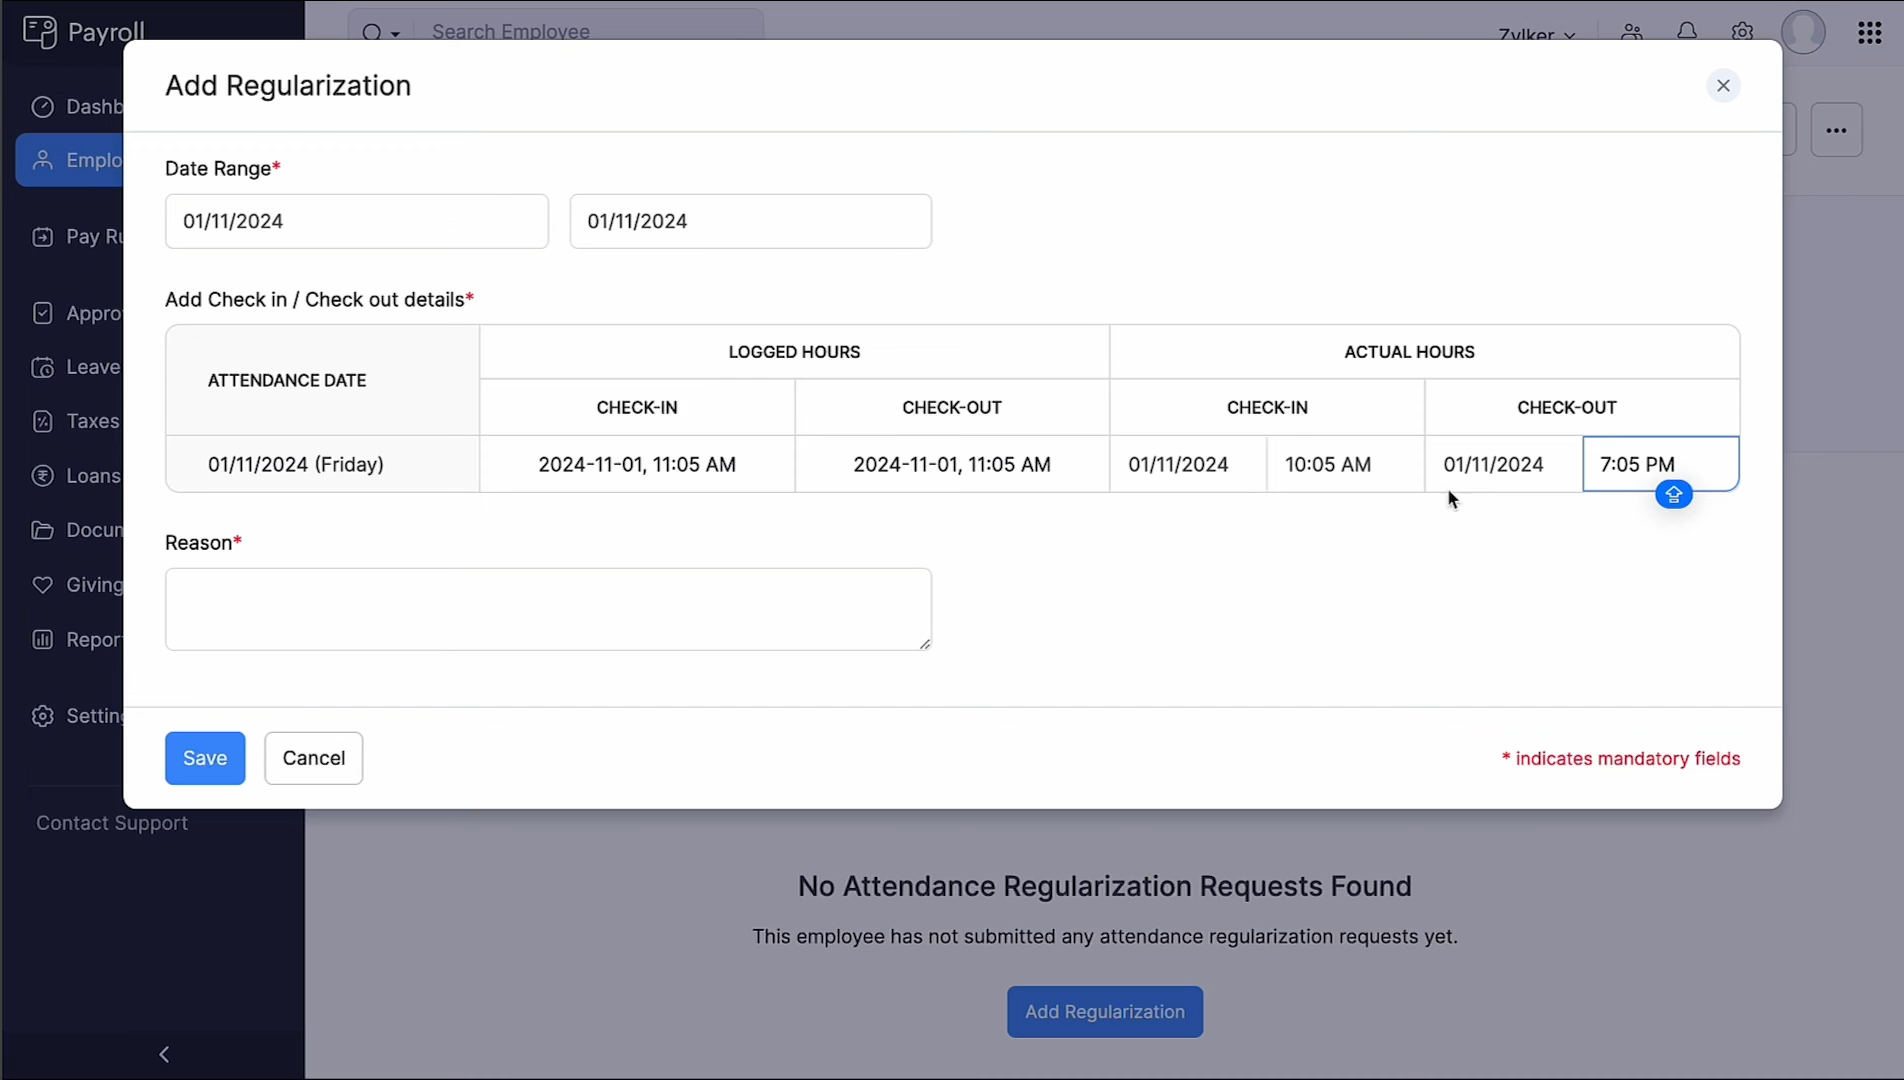 Payroll
Search Employee
Zylker
Add Regularization
Dashb
Emplo
Pay Ru
Appro
Leave
Taxes
Loans
Docum
Giving
Repor
Setting
Contact Support
Date Range*
01/11/2024 01/11/2024
Add Check in / Check out details*
ATTENDANCE DATE LOGGED HOURS ACTUAL HOURS
CHECK-IN CHECK-OUT CHECK-IN CHECK-OUT
01/11/2024 (Friday) 2024-11-01, 11:05 AM 2024-11-01, 11:05 AM 01/11/2024 10:05 AM 01/11/2024 7:05 PM
Reason*
Save Cancel * indicates mandatory fields
No Attendance Regularization Requests Found
This employee has not submitted any attendance regularization requests yet.
Add Regularization